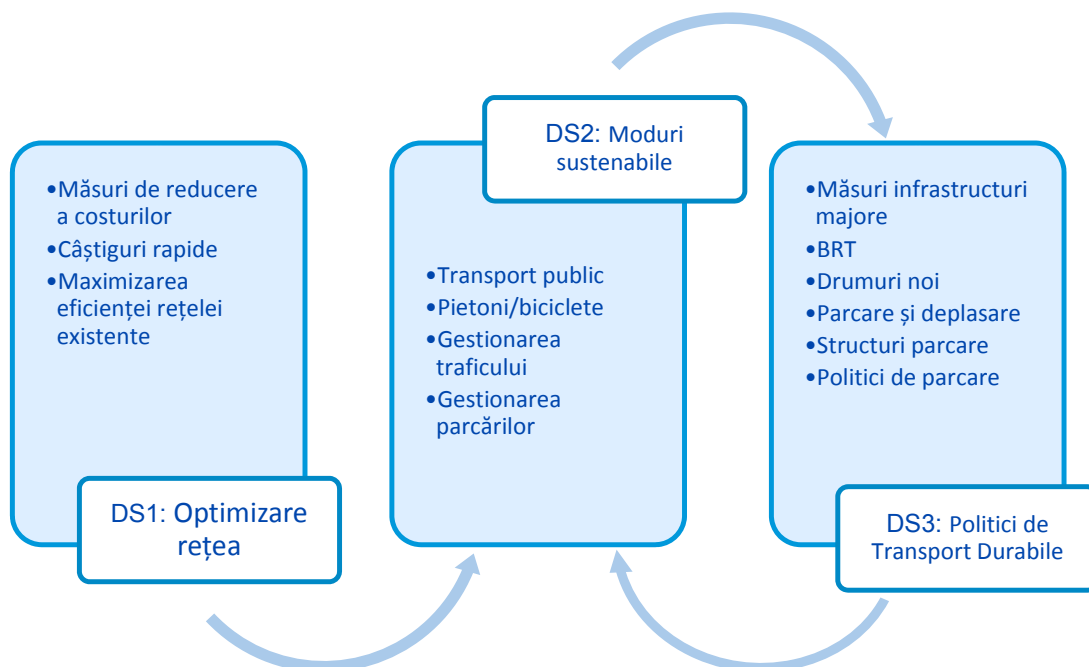 •Măsuri de reducere
a costurilor
•Câștiguri rapide
•Maximizarea
eficienței rețelei
existente
DS1: Optimizare
rețea
DS2: Moduri
sustenabile
•Transport public
•Pietoni/biciclete
•Gestionarea
traficului
•Gestionarea
parcărilor
•Măsuri infrastructuri
majore
•BRT
•Drumuri noi
•Parcare și deplasare
•Structuri parcare
•Politici de parcare
DS3: Politici de
Transport Durabile